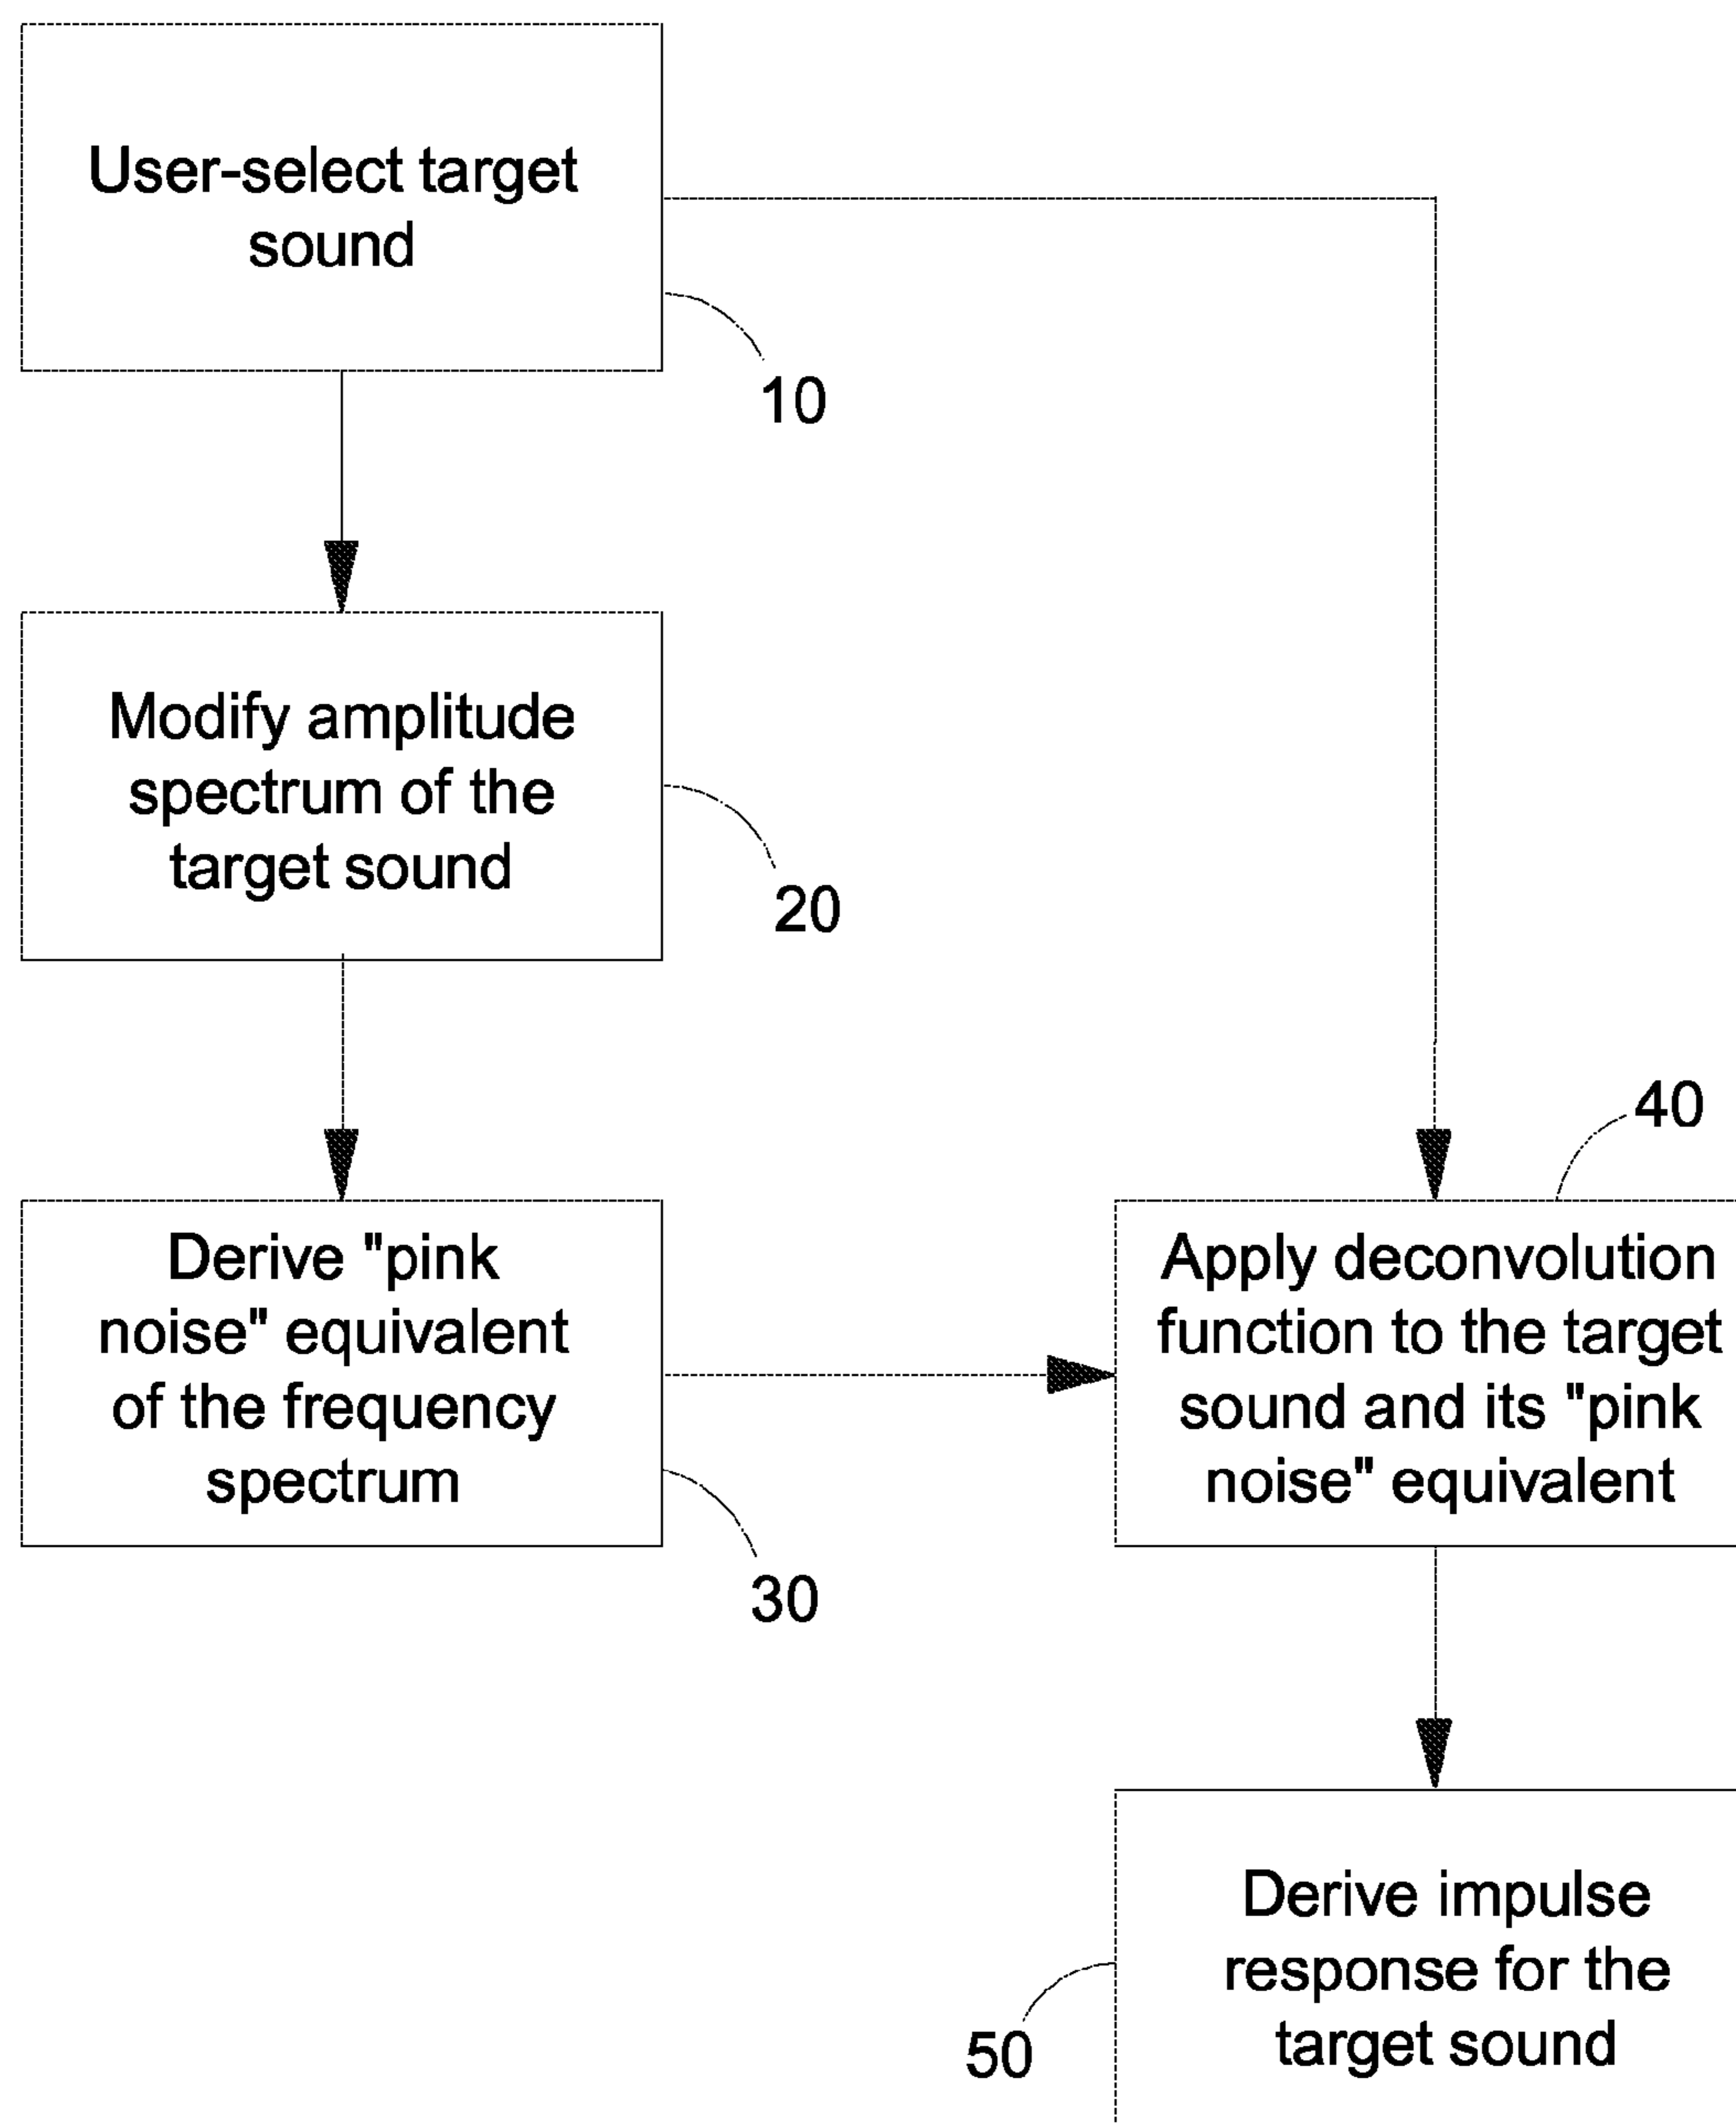 User-select target
sound
10
Modify amplitude
spectrum of the
target sound
20
Derive "pink
noise" equivalent
of the frequency
spectrum
30
40
Apply deconvolution
function to the target
sound and its "pink
noise" equivalent
Derive impulse
response for the
target sound
50